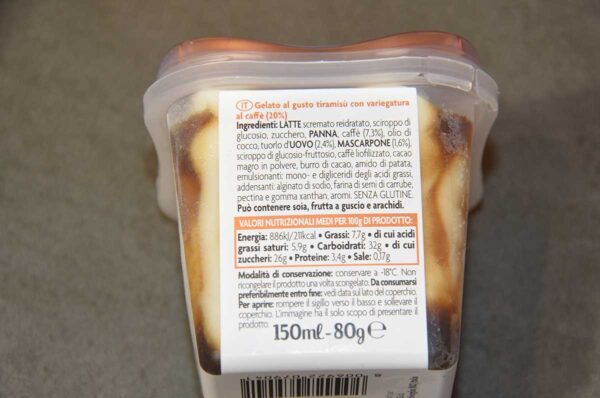 IT Gelato al gusto tiramisù con variegatura
al caffè (20%)
Ingredienti: LATTE scremato reidratato, sciroppo di
glucosio, zucchero, PANNA, caffè (7,3%), olio di
cocco, tuorlo d'UOVO (2,4%), MASCARPONE (1,6%),
sciroppo di glucosio-fruttosio, caffè liofilizzato, cacao
magro in polvere, burro di cacao, amido di patata,
emulsionanti: mono- e digliceridi degli acidi grassi,
addensanti: alginato di sodio, farina di semi di carrube,
pectina e gomma xanthan, aromi. SENZA GLUTINE.
Può contenere soia, frutta a guscio e arachidi.
VALORI NUTRIZIONALI MEDI PER 100g DI PRODOTTO:
Energia: 886kJ/211kcal • Grassi: 7,7g • di cui acidi
grassi saturi: 5,9g • Carboidrati: 32g • di cui
zuccheri: 26g • Proteine: 3,4g • Sale: 0,17g
Modalità di conservazione: conservare a -18°C. Non
ricongelare il prodotto una volta scongelato. Da consumarsi
preferibilmente entro fine: vedi data sul lato del coperchio.
Per aprire: rompere il sigillo verso il basso e sollevare il
coperchio. L'immagine ha il solo scopo di presentare il
prodotto.
150ml-80g e